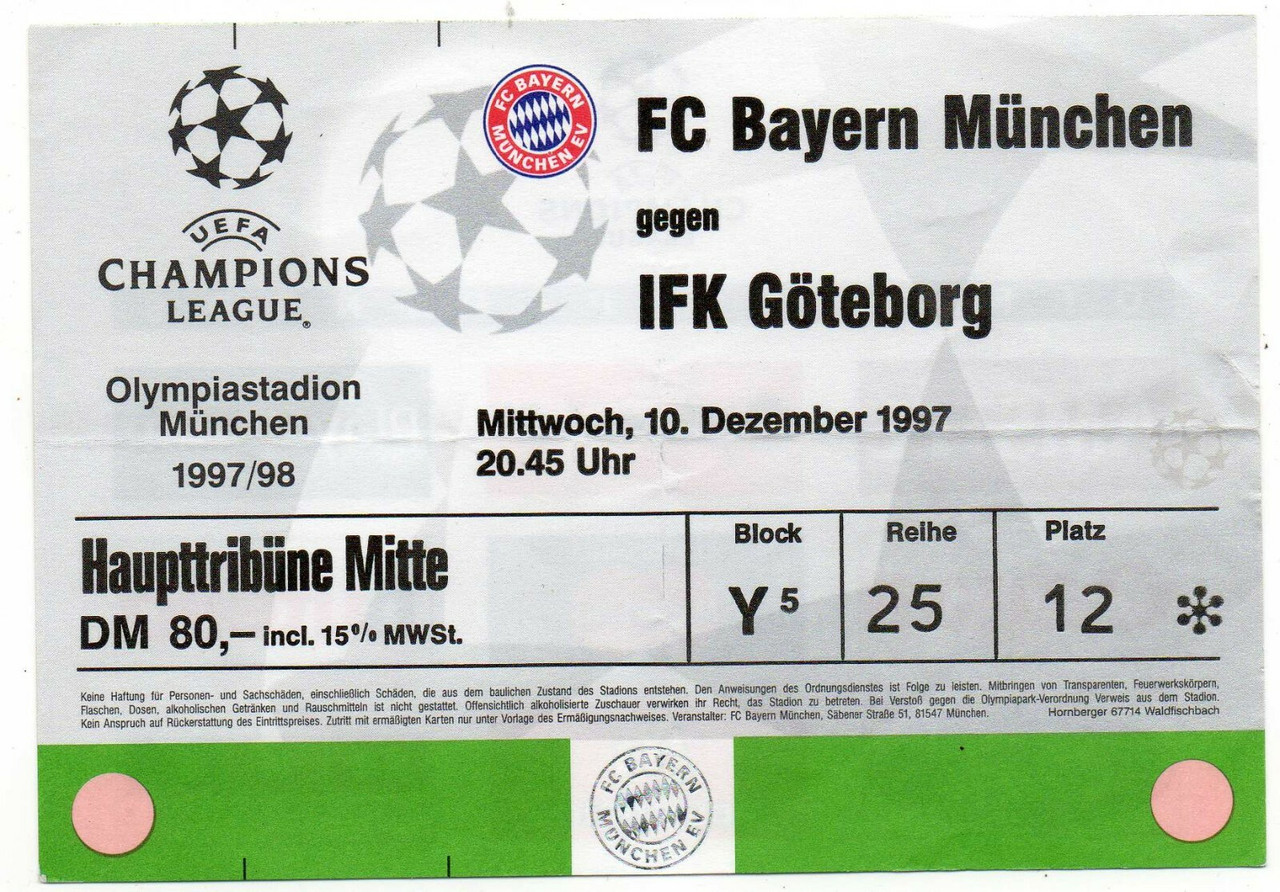 FC BAYERN
MÜNCHEN EV
FC Bayern München
gegen
IFK Göteborg
UEFA
CHAMPIONS
LEAGUE®
Olympiastadion
München
1997/98
Mittwoch, 10. Dezember 1997
20.45 Uhr
Haupttribüne Mitte
DM 80,– incl. 15% MWSt.
Block
Y 5
Reihe
25
Platz
12
Keine Haftung für Personen- und Sachschäden, einschließlich Schäden, die aus dem baulichen Zustand des Stadions entstehen. Den Anweisungen des Ordnungsdienstes ist Folge zu leisten. Mitbringen von Transparenten, Feuerwerkskörpern,
Flaschen, Dosen, alkoholischen Getränken und Rauschmitteln ist nicht gestattet. Offensichtlich alkoholisierte Zuschauer verwirken ihr Recht, das Stadion zu betreten. Bei Verstoß gegen die Olympiapark-Verordnung Verweis aus dem Stadion.
Kein Anspruch auf Rückerstattung des Eintrittspreises. Zutritt mit ermäßigten Karten nur unter Vorlage des Ermäßigungsnachweises. Veranstalter: FC Bayern München, Säbener Straße 51, 81547 München.
Hornberger 67714 Waldfischbach
FC BAYERN
MÜNCHEN EV